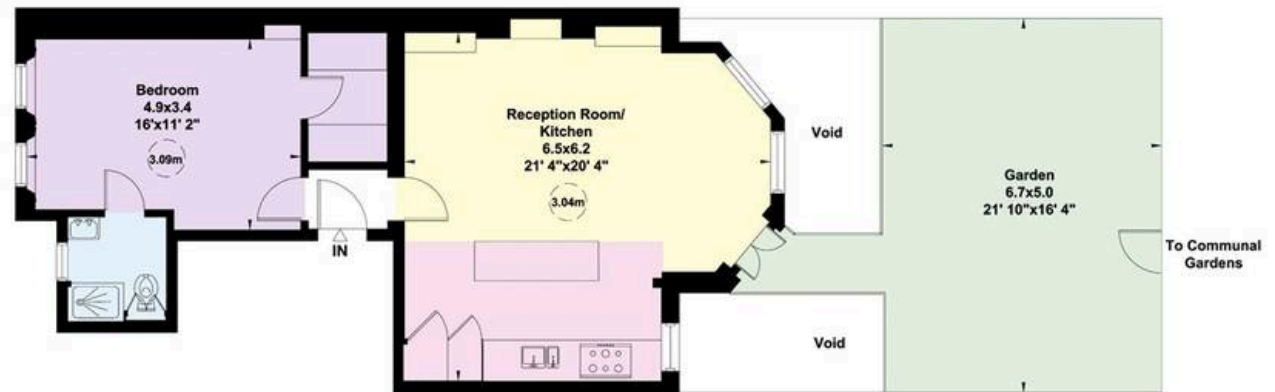 Bedroom
4.9x3.4
16'x11' 2"
3.09m
IN
Reception Room/
Kitchen
6.5x6.2
21' 4"x20' 4"
3.04m
Void
Void
Garden
6.7x5.0
21' 10"x16' 4"
To Communal
Gardens